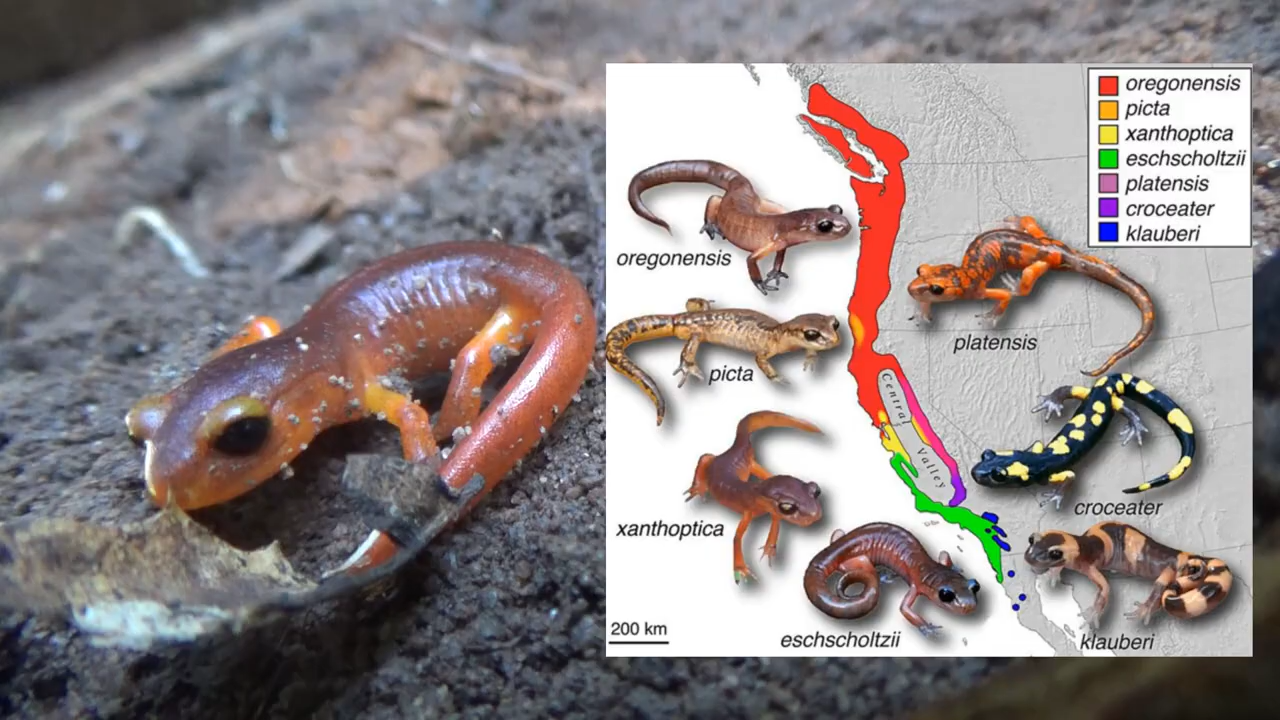 oregonensis
picta
xanthoptica
eschscholtzii
platensis
croceater
klauberi
oregonensis
picta
xanthoptica
eschscholtzii
platensis
croceater
klauberi
Central
Valley
200 km